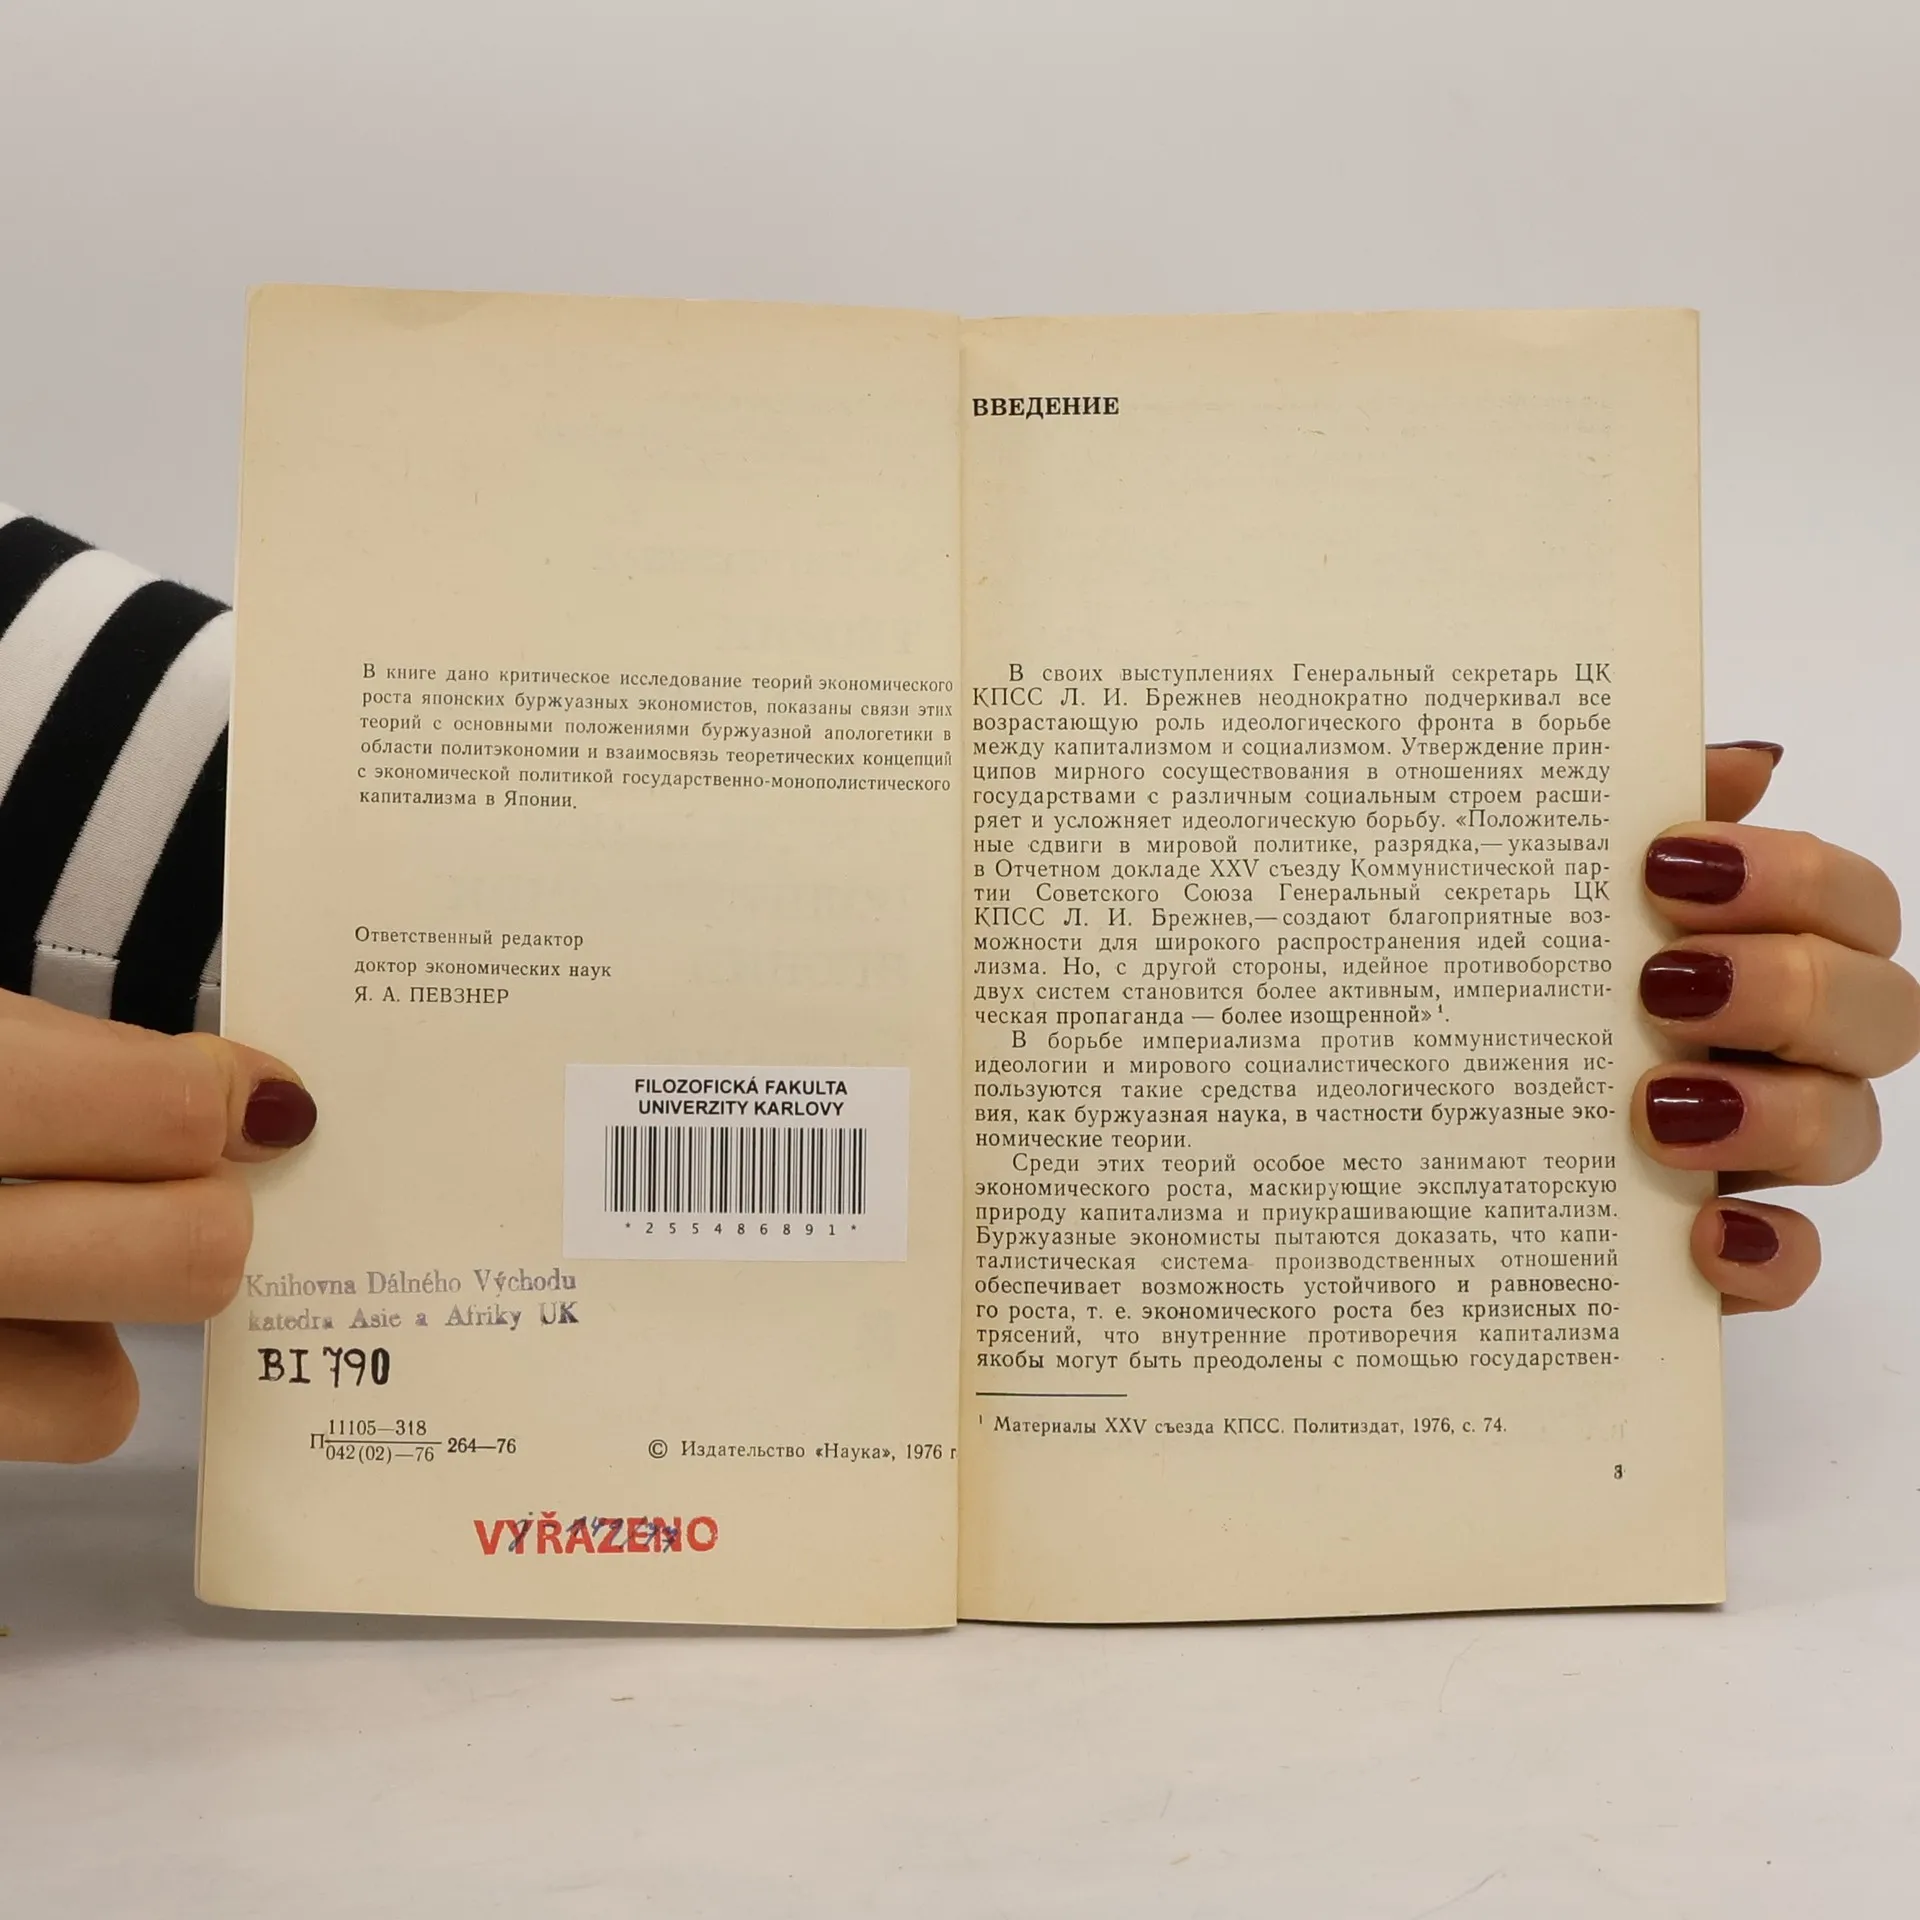 В книге дано критическое исследование теорий экономического
роста японских буржуазных экономистов, показаны связи этих
теорий с основными положениями буржуазной апологетики в
области политэкономии и взаимосвязь теоретических концепций
с экономической политикой государственно-монополистического
капитализма в Японии.
Ответственный редактор
доктор экономических наук
Я. А. ПЕВЗНЕР
FILOZOFICKÁ FAKULTA
UNIVERZITY KARLOVY
*255486891*
Knihovna Dálného Východu
katedra Asie a Afriky UK
BI 790
П 11105—318
042(02)—76 264—76
© Издательство «Наука», 1976 г.
VYŘAZENO
ВВЕДЕНИЕ
В своих выступлениях Генеральный секретарь ЦК
КПСС Л. И. Брежнев неоднократно подчеркивал все
возрастающую роль идеологического фронта в борьбе
между капитализмом и социализмом. Утверждение прин-
ципов мирного сосуществования в отношениях между
государствами с различным социальным строем расши-
ряет и усложняет идеологическую борьбу. «Положитель-
ные сдвиги в мировой политике, разрядка,— указывал
в Отчетном докладе XXV съезду Коммунистической пар-
тии Советского Союза Генеральный секретарь ЦК
КПСС Л. И. Брежнев,— создают благоприятные воз-
можности для широкого распространения идей социа-
лизма. Но, с другой стороны, идейное противоборство
двух систем становится более активным, империалисти-
ческая пропаганда — более изощренной» ¹.
В борьбе империализма против коммунистической
идеологии и мирового социалистического движения ис-
пользуются такие средства идеологического воздейст-
вия, как буржуазная наука, в частности буржуазные эко-
номические теории.
Среди этих теорий особое место занимают теории
экономического роста, маскирующие эксплуататорскую
природу капитализма и приукрашивающие капитализм.
Буржуазные экономисты пытаются доказать, что капи-
талистическая система производственных отношений
обеспечивает возможность устойчивого и равновесно-
го роста, т. е. экономического роста без кризисных по-
трясений, что внутренние противоречия капитализма
якобы могут быть преодолены с помощью государствен-
¹ Материалы XXV съезда КПСС. Политиздат, 1976, с. 74.
3